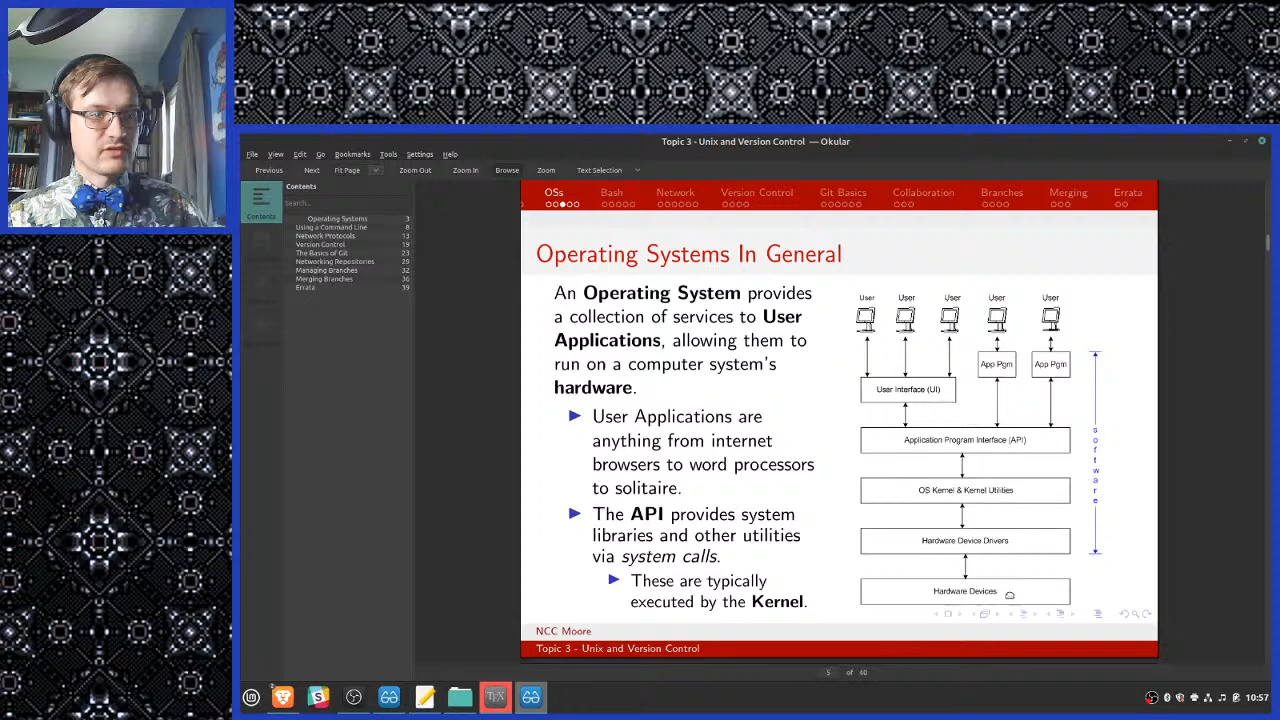 Topic 3 - Unix and Version Control — Okular
File View Edit Go Bookmarks Tools Settings Help
Previous Next Fit Page Zoom Out Zoom In Browse Zoom Text Selection
Contents
Contents
Search...
Operating Systems 3
Using a Command Line 8
Network Protocols 13
Version Control 19
The Basics of Git 23
Networking Repositories 29
Managing Branches 32
Merging Branches 36
Errata 39
OSs Bash Network Version Control Git Basics Collaboration Branches Merging Errata
Operating Systems In General
An Operating System provides
a collection of services to User
Applications, allowing them to
run on a computer system's
hardware.
User Applications are
anything from internet
browsers to word processors
to solitaire.
The API provides system
libraries and other utilities
via system calls.
These are typically
executed by the Kernel.
User User User User User
App Pgm App Pgm
User Interface (UI)
Application Program Interface (API)
OS Kernel & Kernel Utilities
Hardware Device Drivers
Hardware Devices
software
NCC Moore
Topic 3 - Unix and Version Control
5 of 40
TEX
10:57